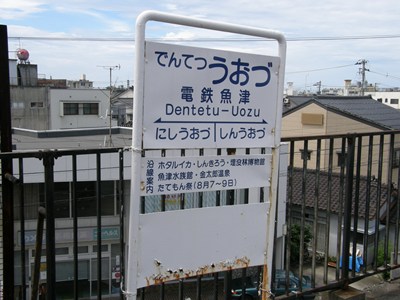 でんてつ うおづ
電鉄魚津
Dentetu-Uozu
にしうおづ しんうおづ
沿線案内 ホタルイカ・しんきろう・埋没林博物館
魚津水族館・金太郎温泉
たてもん祭(8月7~9日)